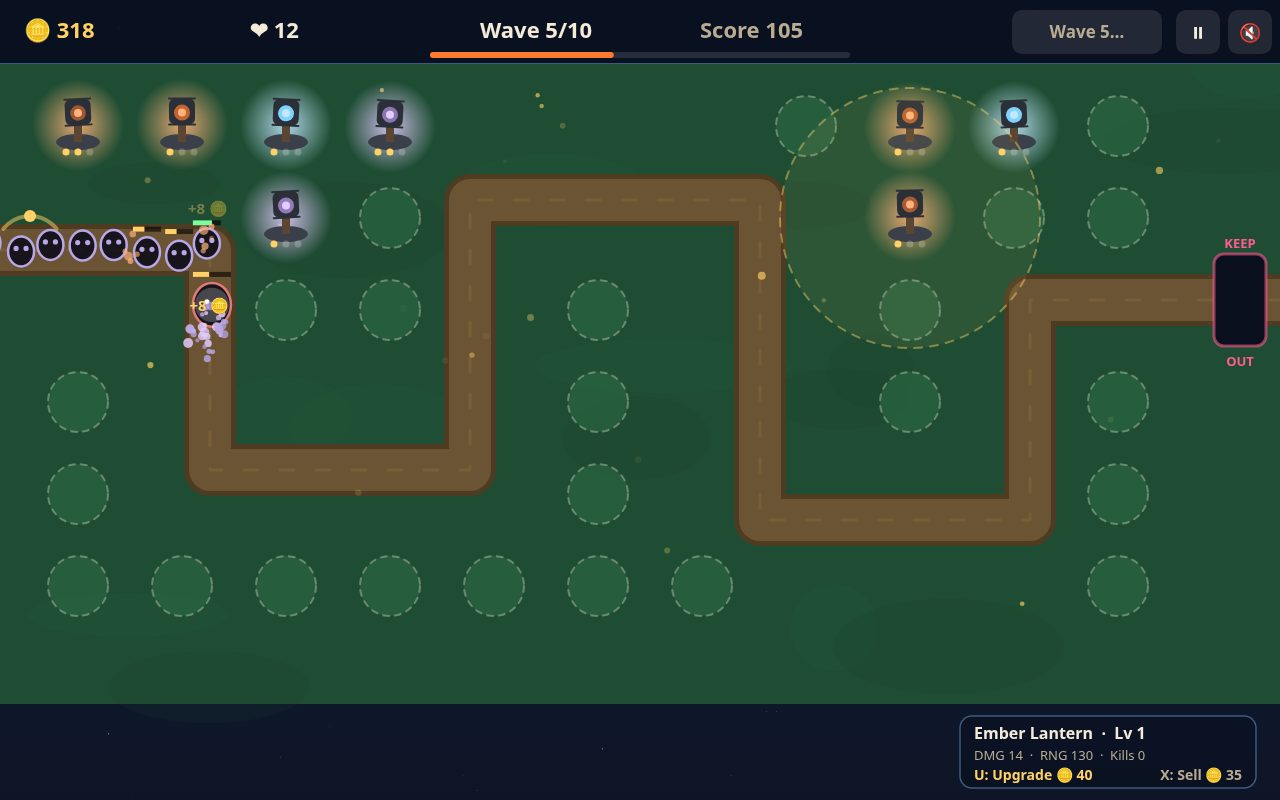 🪙 318
❤ 12
Wave 5/10
Score 105
Wave 5...
+8 🪙
+8 🪙
KEEP
OUT
Ember Lantern · Lv 1
DMG 14 · RNG 130 · Kills 0
U: Upgrade 🪙 40
X: Sell 🪙 35